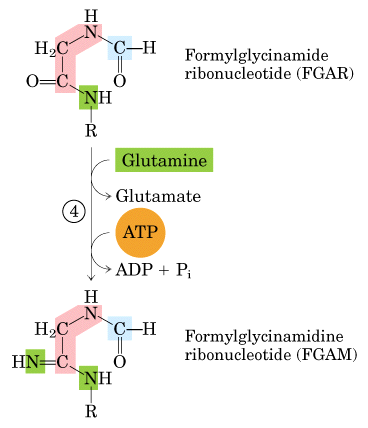 H
H₂C N C—H
O=C O
NH
R
Formylglycinamide
ribonucleotide (FGAR)
Glutamine
Glutamate
4
ATP
ADP + Pi
H
H₂C N C—H
HN=C O
NH
R
Formylglycinamidine
ribonucleotide (FGAM)